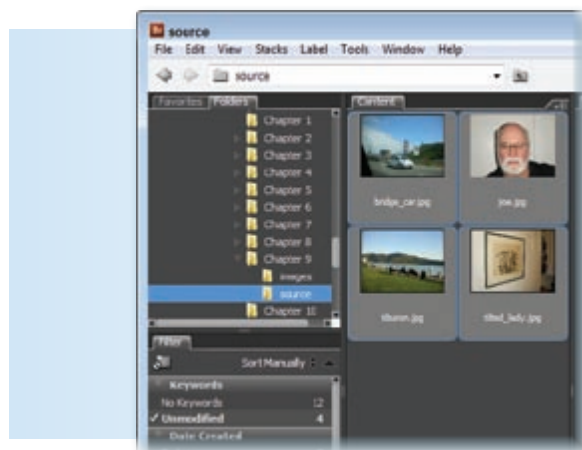 Br source
File Edit View Stacks Label Tools Window Help
source
Favorites Folders
Content
Chapter 1
Chapter 2
Chapter 3
Chapter 4
Chapter 5
Chapter 6
Chapter 7
Chapter 8
Chapter 9
images
source
Chapter 10
bridge_car.jpg
joe.jpg
tiburon.jpg
tilted_lady.jpg
Filter
Sort Manually
Keywords
No Keywords 12
✓ Unmodified 4
Date Created